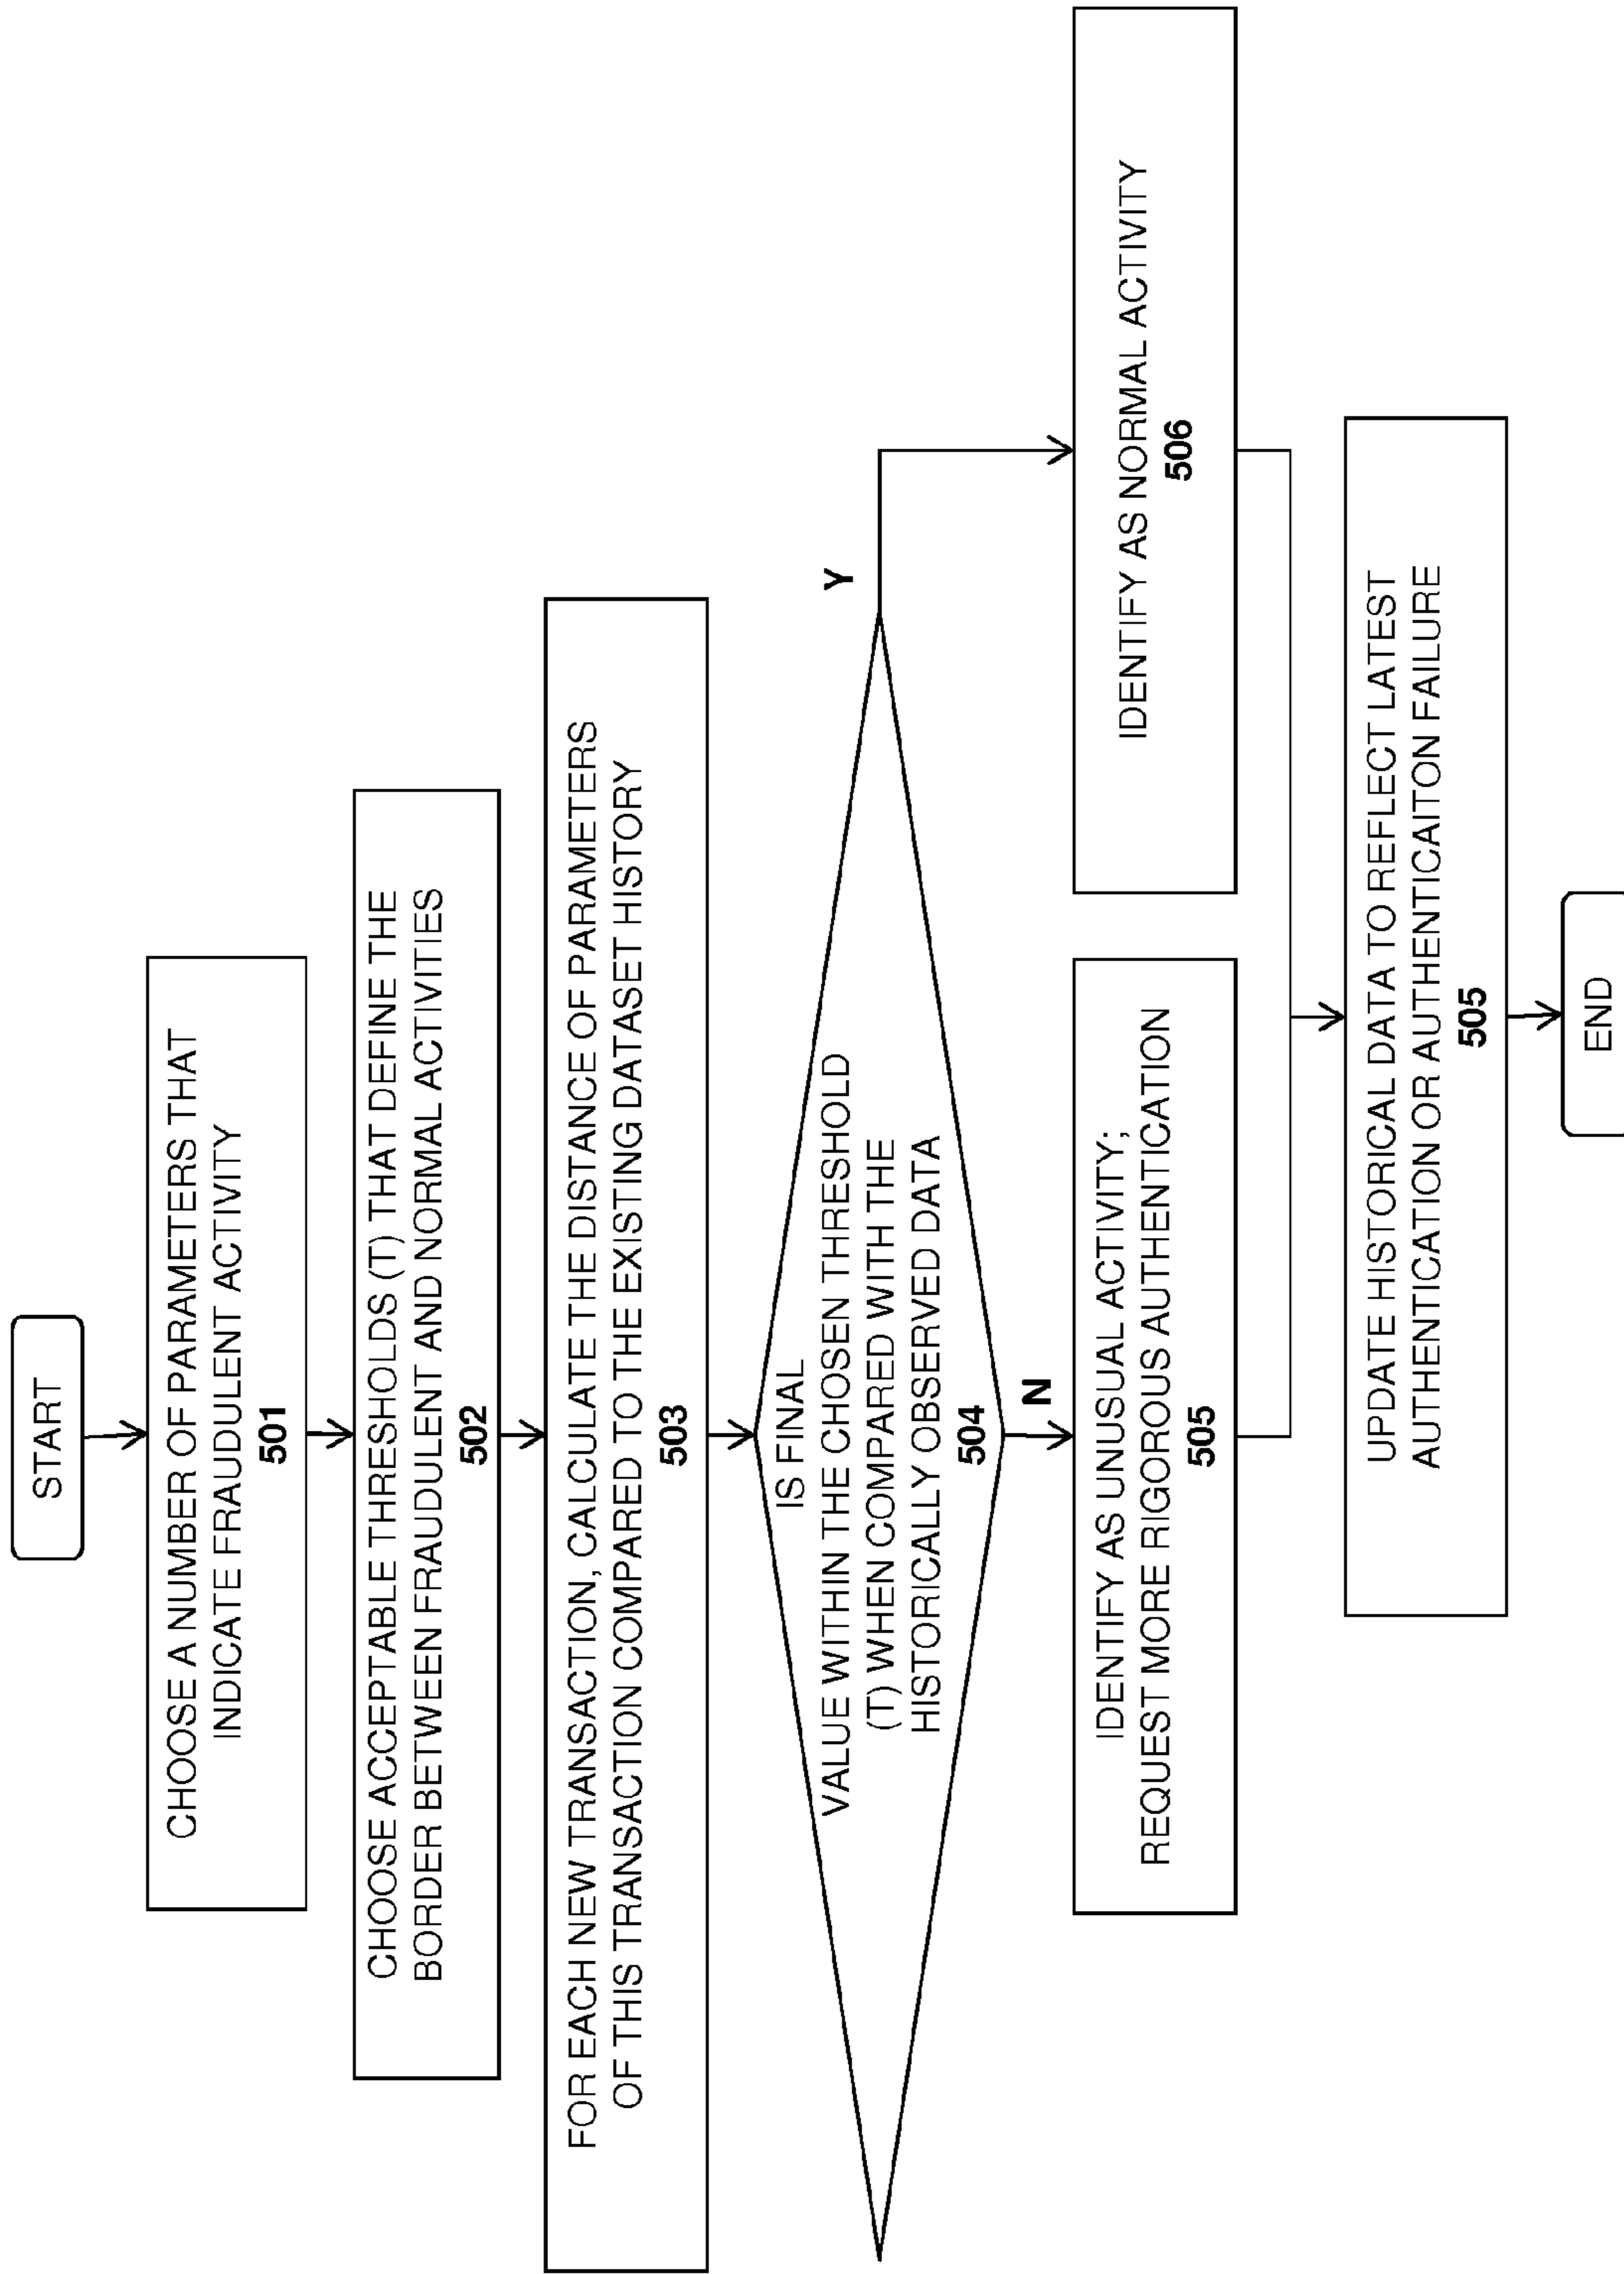 START
CHOOSE A NUMBER OF PARAMETERS THAT
INDICATE FRAUDULENT ACTIVITY
501
CHOOSE ACCEPTABLE THRESHOLDS (T) THAT DEFINE THE
BORDER BETWEEN FRAUDULENT AND NORMAL ACTIVITIES
502
FOR EACH NEW TRANSACTION, CALCULATE THE DISTANCE OF PARAMETERS
OF THIS TRANSACTION COMPARED TO THE EXISTING DATASET HISTORY
503
IS FINAL
VALUE WITHIN THE CHOSEN THRESHOLD
(T) WHEN COMPARED WITH THE
HISTORICALLY OBSERVED DATA
504
Y
N
IDENTIFY AS UNUSUAL ACTIVITY;
REQUEST MORE RIGOROUS AUTHENTICATION
505
IDENTIFY AS NORMAL ACTIVITY
506
UPDATE HISTORICAL DATA TO REFLECT LATEST
AUTHENTICATION OR AUTHENTICAITON FAILURE
505
END